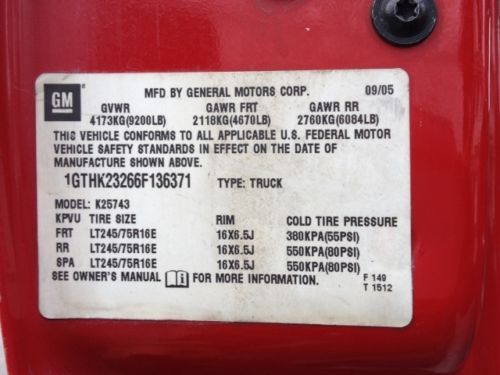 GM
MFD BY GENERAL MOTORS CORP. 09/05
GVWR GAWR FRT GAWR RR
4173KG(9200LB) 2118KG(4670LB) 2760KG(6084LB)
THIS VEHICLE CONFORMS TO ALL APPLICABLE U.S. FEDERAL MOTOR
VEHICLE SAFETY STANDARDS IN EFFECT ON THE DATE OF
MANUFACTURE SHOWN ABOVE.
1GTHK23266F136371 TYPE: TRUCK
MODEL: K25743
KPVU TIRE SIZE RIM COLD TIRE PRESSURE
FRT LT245/75R16E 16X6.5J 380KPA(55PSI)
RR LT245/75R16E 16X6.5J 550KPA(80PSI)
SPA LT245/75R16E 16X6.5J 550KPA(80PSI)
SEE OWNER'S MANUAL FOR MORE INFORMATION. F 149
T 1512